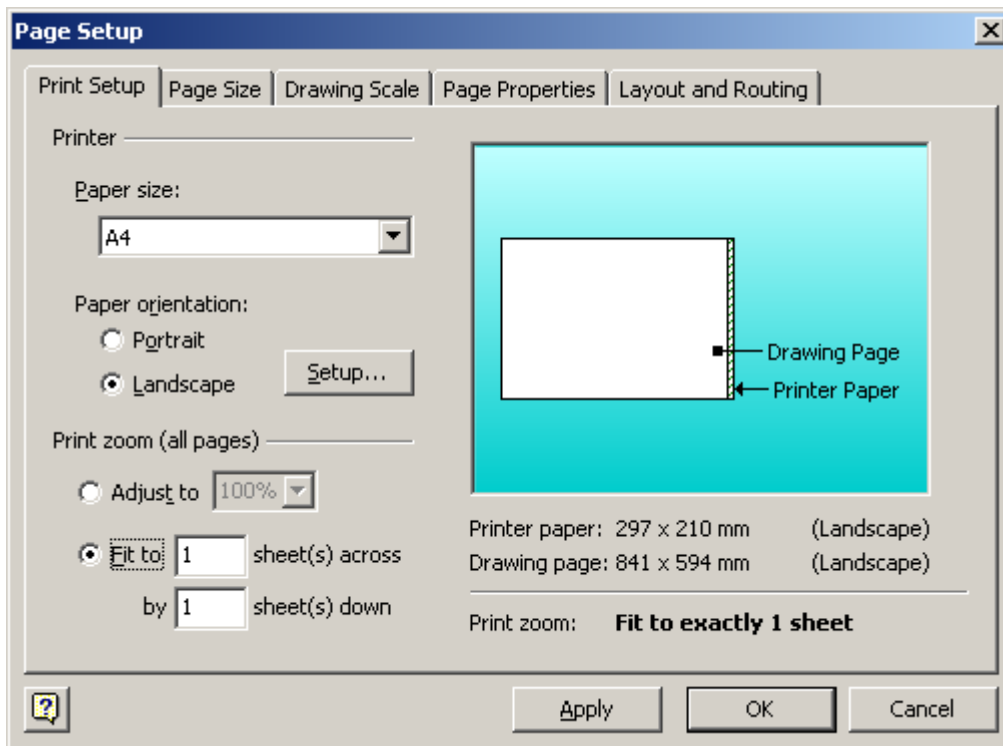 Page Setup
Print Setup
Page Size
Drawing Scale
Page Properties
Layout and Routing
Printer
Paper size:
A4
Paper orientation:
Portrait
Landscape
Setup...
Print zoom (all pages)
Adjust to 100%
Fit to 1 sheet(s) across
by 1 sheet(s) down
Drawing Page
Printer Paper
Printer paper: 297 x 210 mm (Landscape)
Drawing page: 841 x 594 mm (Landscape)
Print zoom: Fit to exactly 1 sheet
?
Apply
OK
Cancel